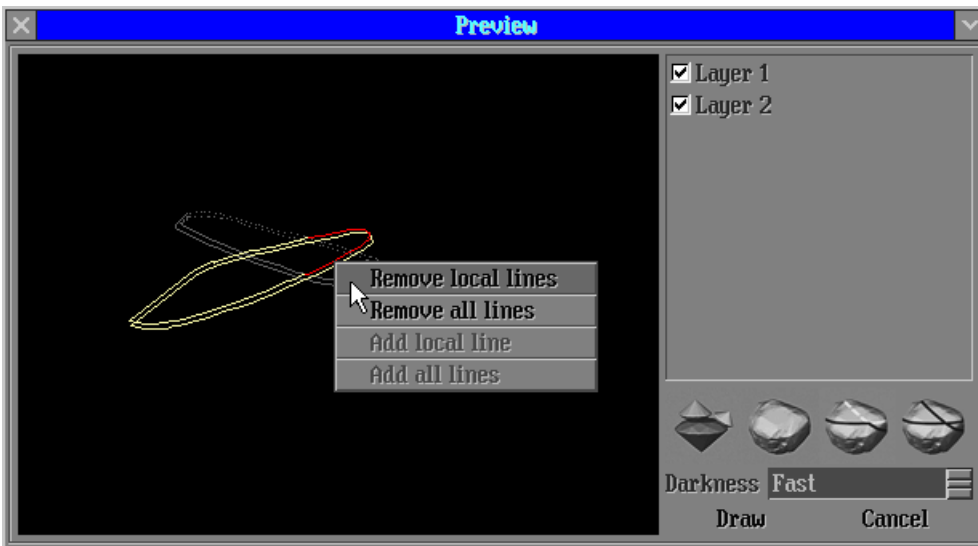 Preview
Layer 1
Layer 2
Remove local lines
Remove all lines
Add local line
Add all lines
Darkness Fast
Draw Cancel